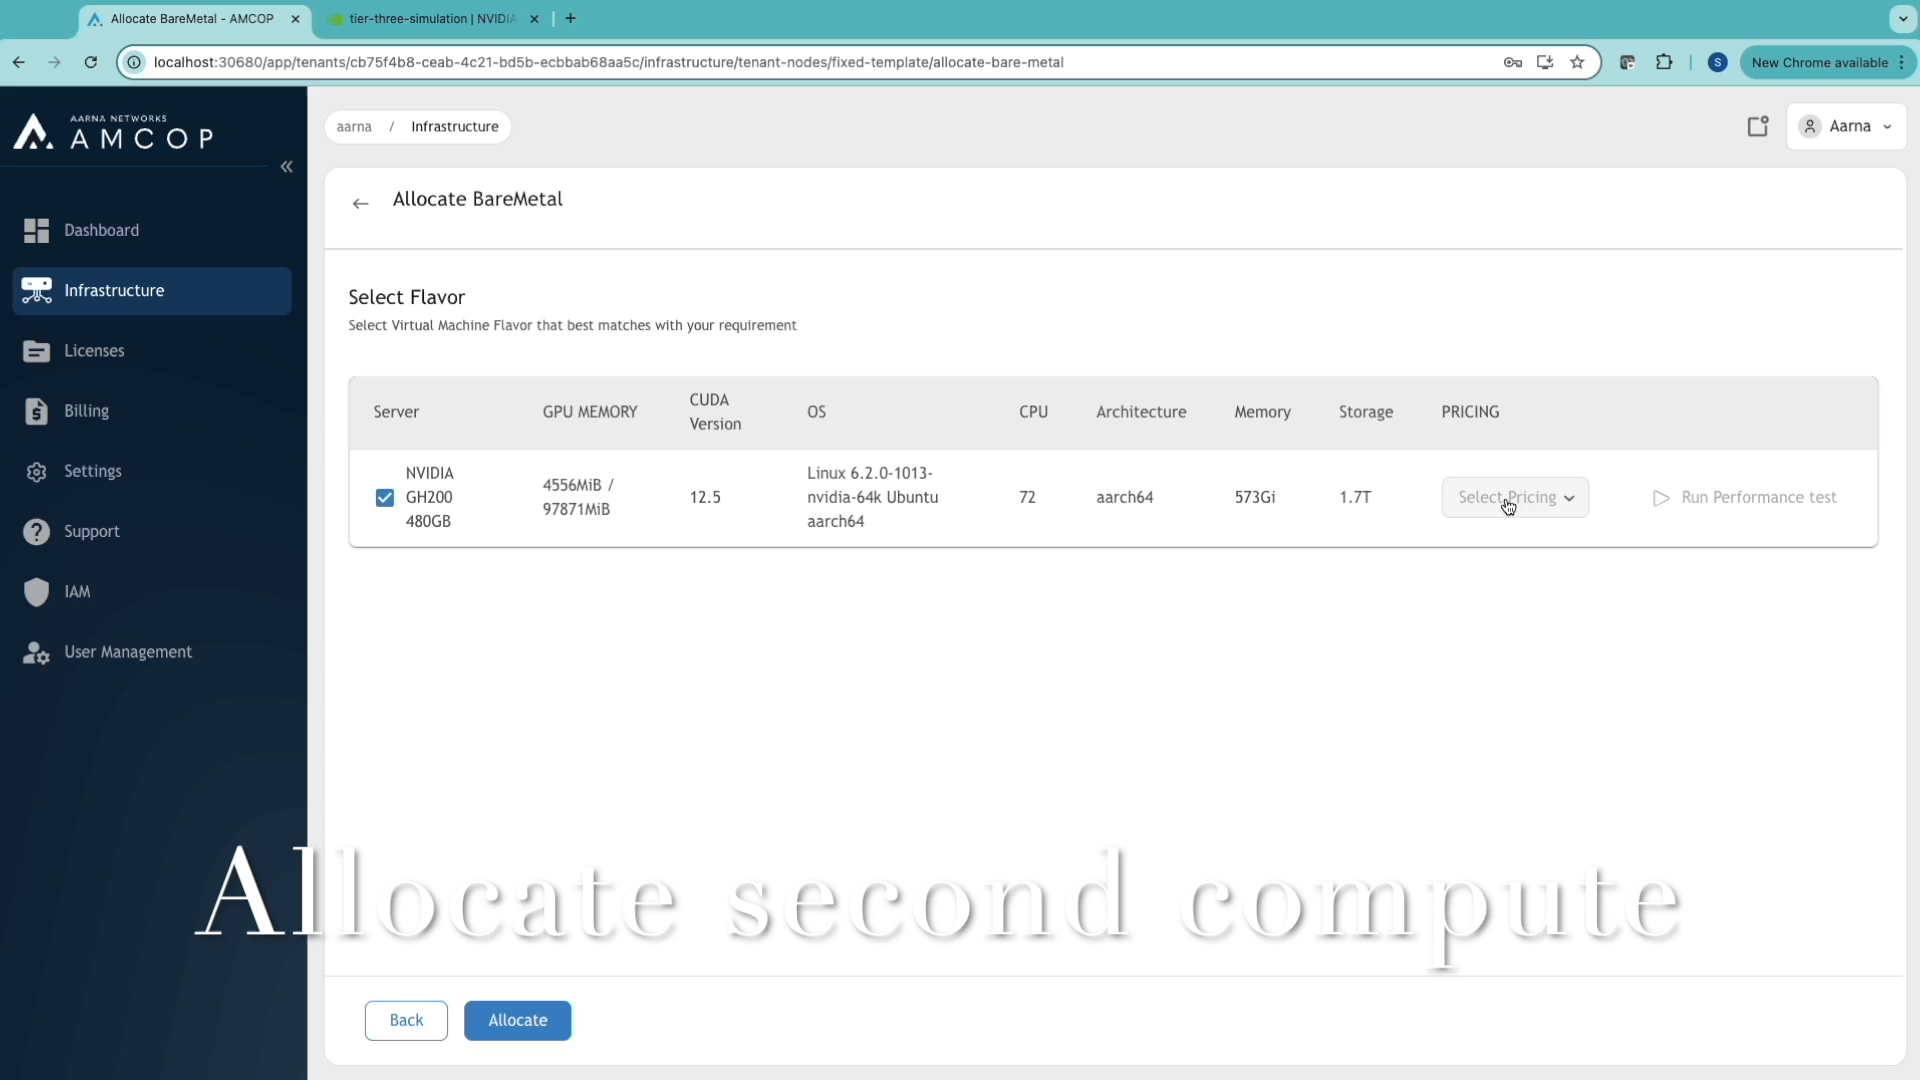 Allocate BareMetal - AMCOP
tier-three-simulation | NVIDIA
localhost:30680/app/tenants/cb75f4b8-ceab-4c21-bd5b-ecbbab68aa5c/infrastructure/tenant-nodes/fixed-template/allocate-bare-metal
S
New Chrome available
AARNA NETWORKS
AMCOP
aarna / Infrastructure
Aarna
Dashboard
Infrastructure
Licenses
Billing
Settings
Support
IAM
User Management
Allocate BareMetal
Select Flavor
Select Virtual Machine Flavor that best matches with your requirement
Server GPU MEMORY CUDA Version OS CPU Architecture Memory Storage PRICING
NVIDIA GH200 480GB 4556MiB / 97871MiB 12.5 Linux 6.2.0-1013-nvidia-64k Ubuntu aarch64 72 aarch64 573Gi 1.7T Select Pricing Run Performance test
Allocate second compute
Back Allocate